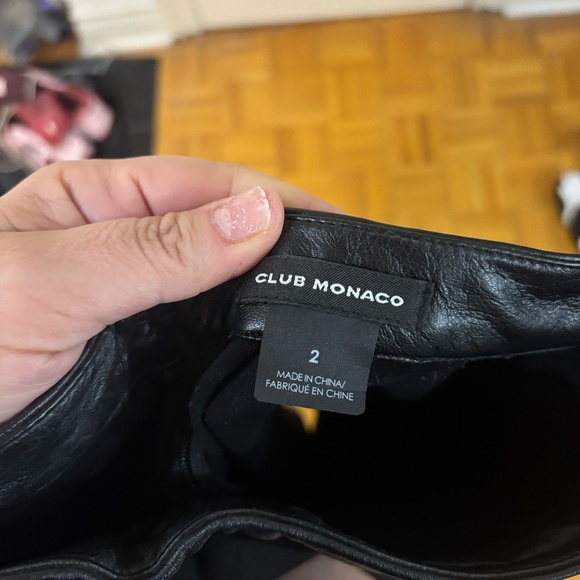 CLUB MONACO
2
MADE IN CHINA/
FABRIQUÉ EN CHINE